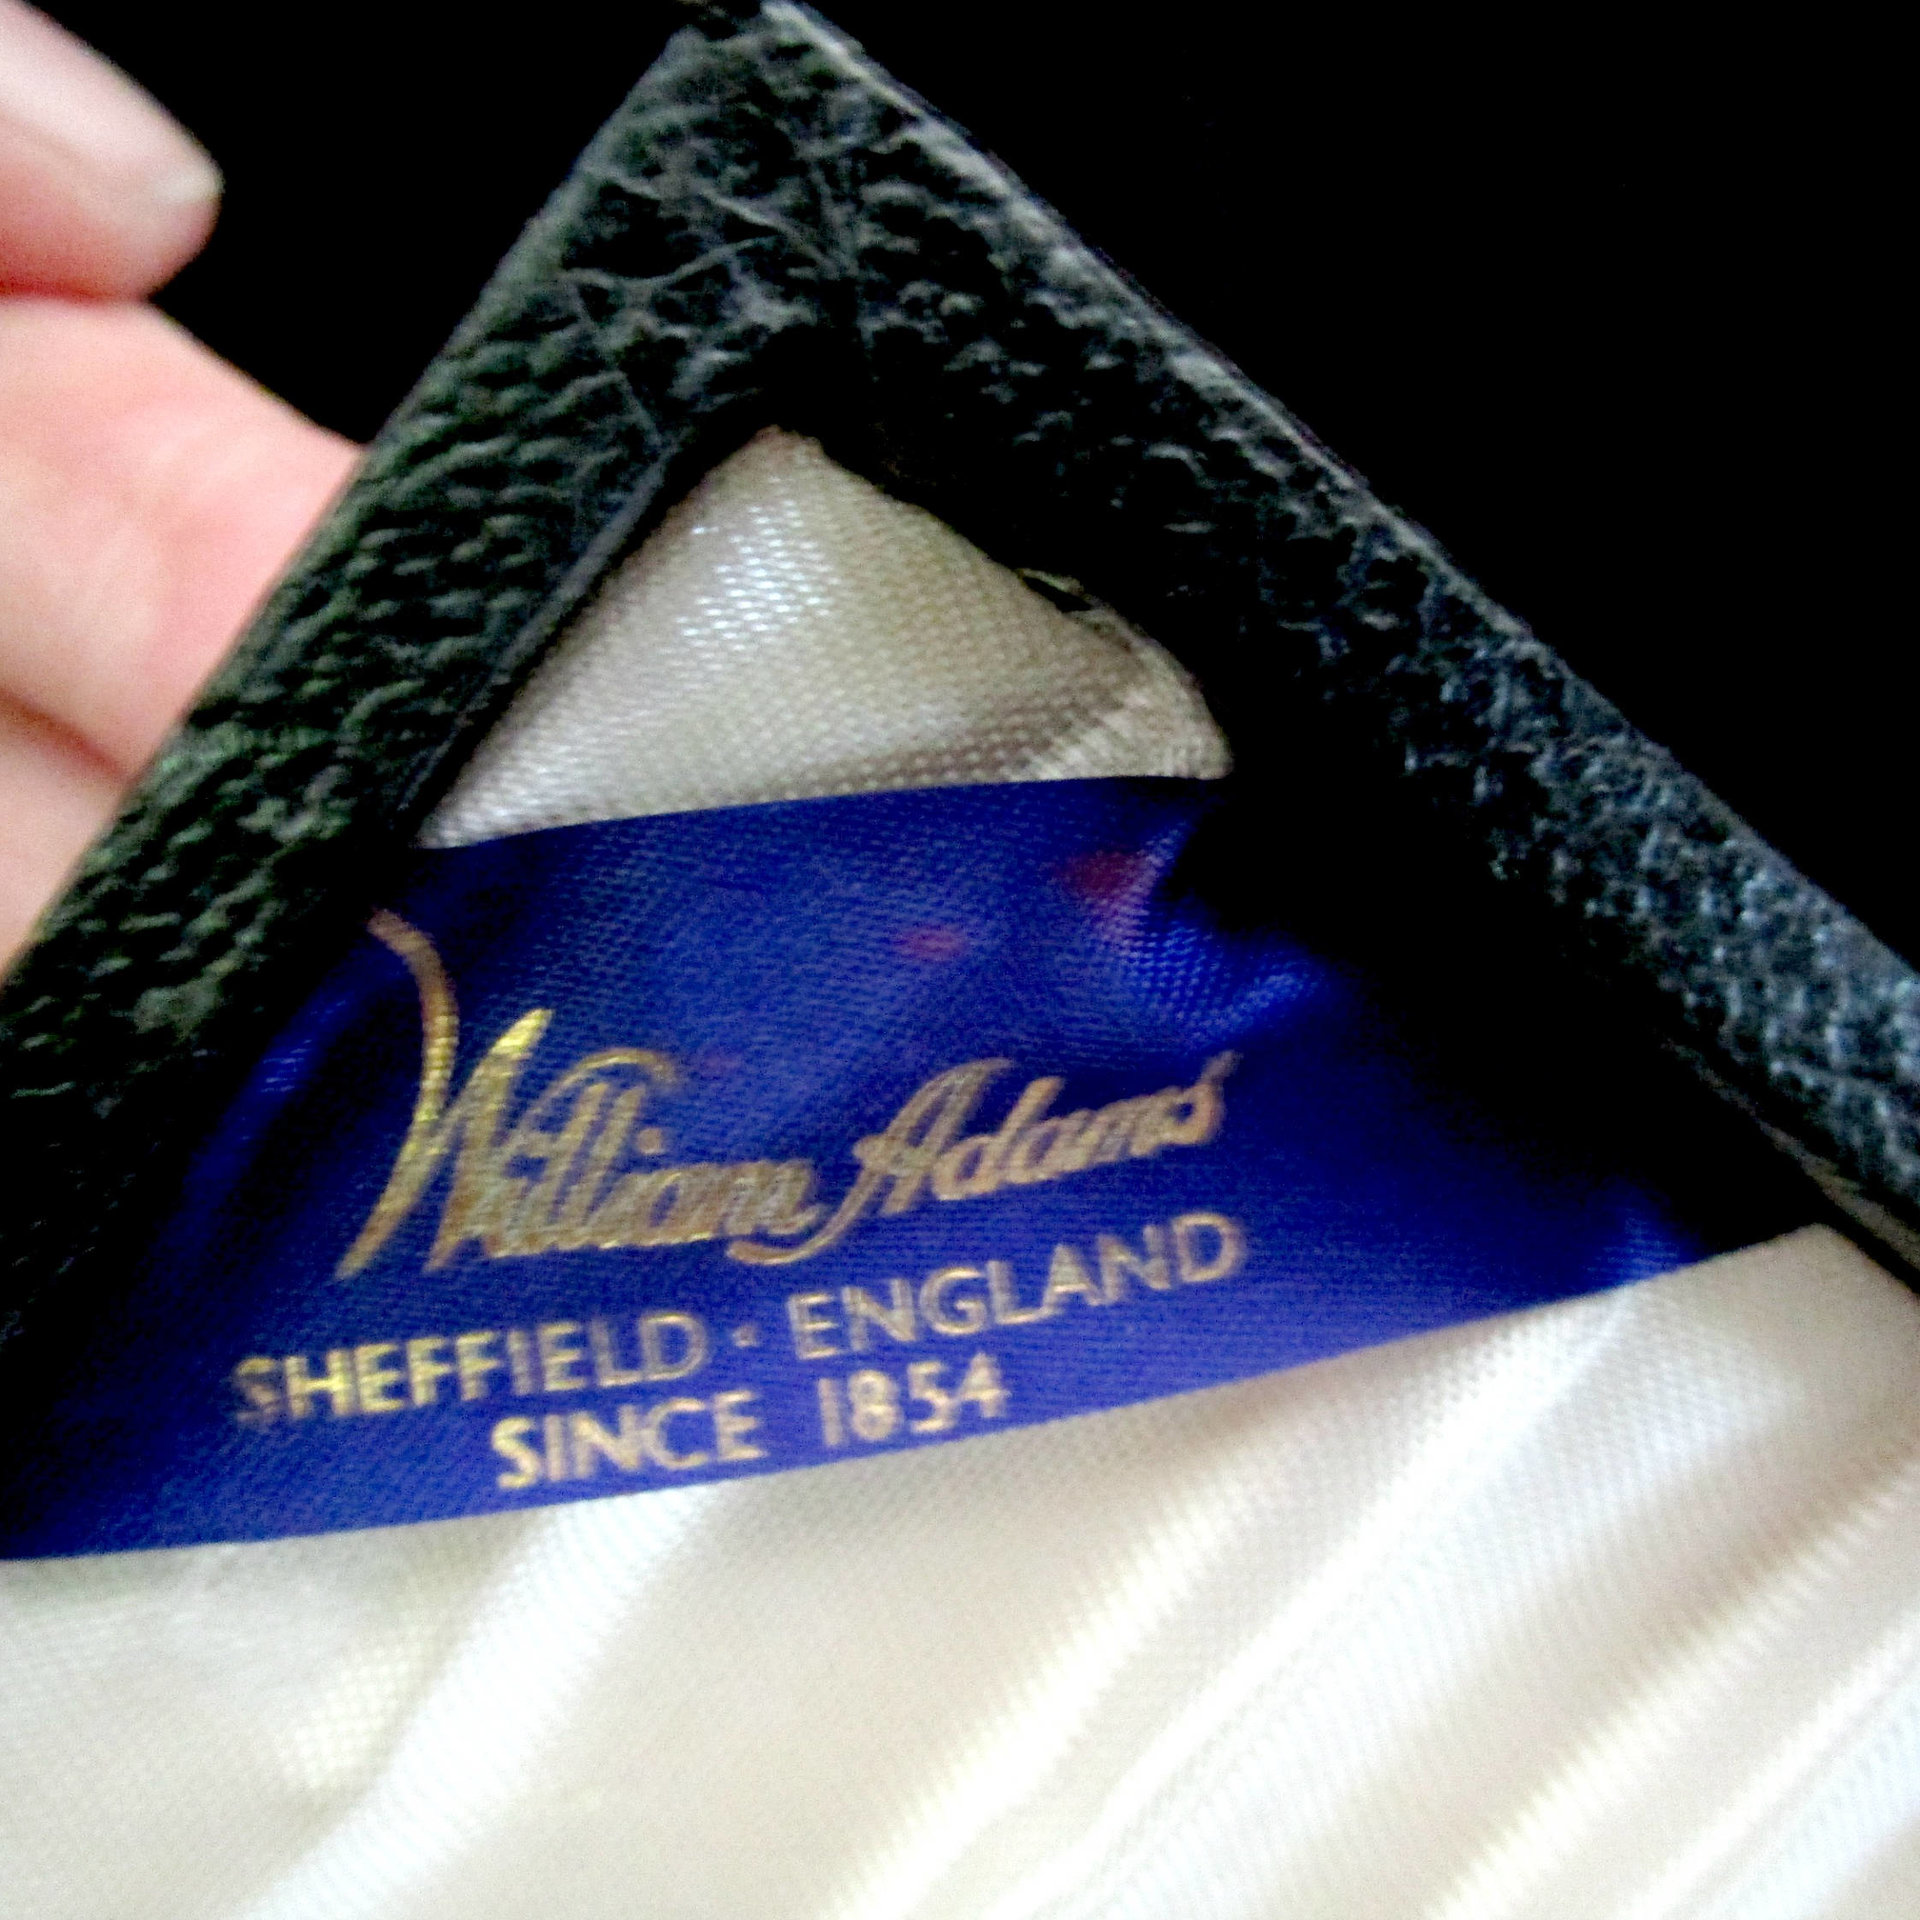 William Adams
SHEFFIELD · ENGLAND
SINCE 1854